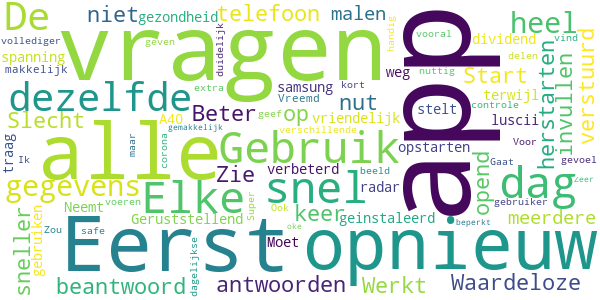 De
vragen
niet
gezondheid
telefoon
malen
app
heel
vollediger
geven
duidelijk
handig
vooral
vind
delen
spanning
makkelijk
extra
samsung
weg
dividend
nuttig
Start
verstuurd
dezelfde
Vreemd
kort
controle
terwijl
invullen
herstarten
Slecht
A40
geef
Beter
op
nut
stelt
luscii
gemakkelijk
verschillende
vriendelijk
opstarten
Voor
traag
Ik
maar
corona
alle
Gebruik
Zie
verbeterd
beeld
radar
Gaat
gevoel
gegevens
voeren
Elke
snel
opend
dag
gebruiker
Zeer
Neemt
Super
Ook
keer
geinstaleerd
meerdere
sneller
gebruiken
Zou
safe
Geruststellend
dagelijkse
Moet
oke
beperkt
Eerst
opnieuw
beantwoord
antwoorden
Werkt
Waardeloze